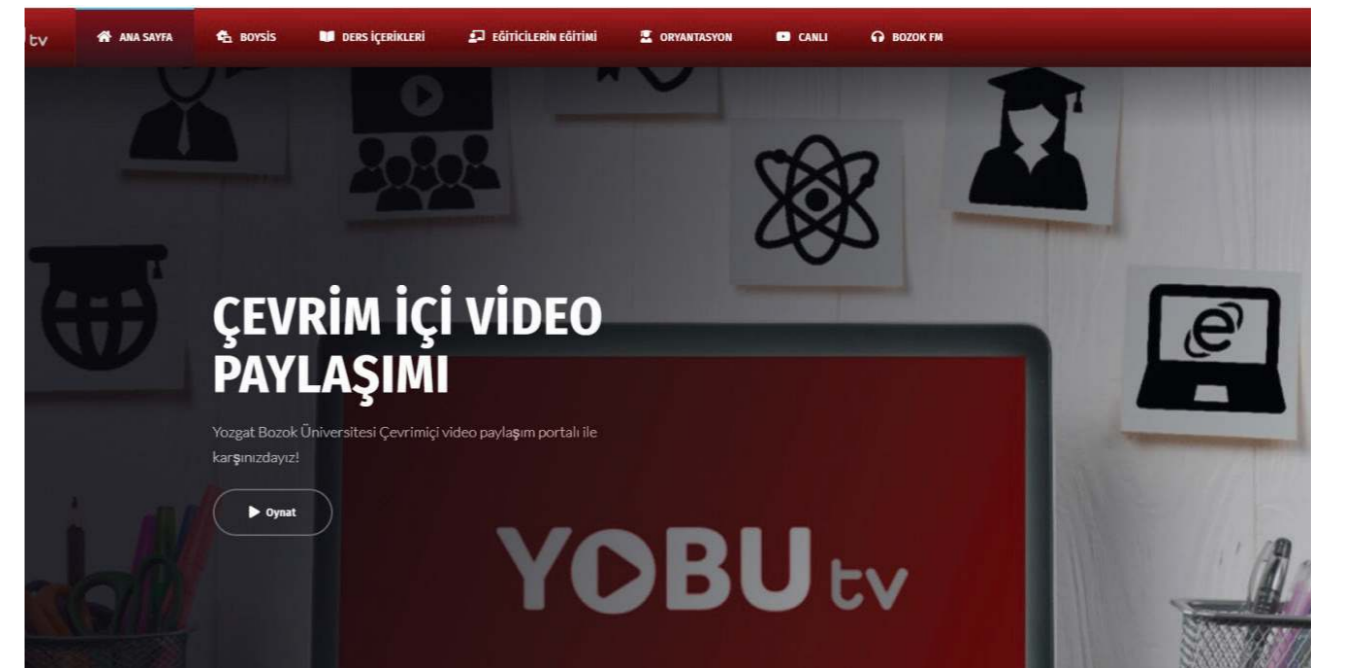 tv
ANA SAYFA
BOYSİS
DERS İÇERİKLERİ
EĞİTİCİLERİN EĞİTİMİ
ORYANTASYON
CANLI
BOZOK FM
ÇEVRİM İÇİ VİDEO
PAYLAŞIMI
Yozgat Bozok Üniversitesi Çevrimiçi video paylaşım portalı ile
karşınızdayız!
Oynat
YOBU tv